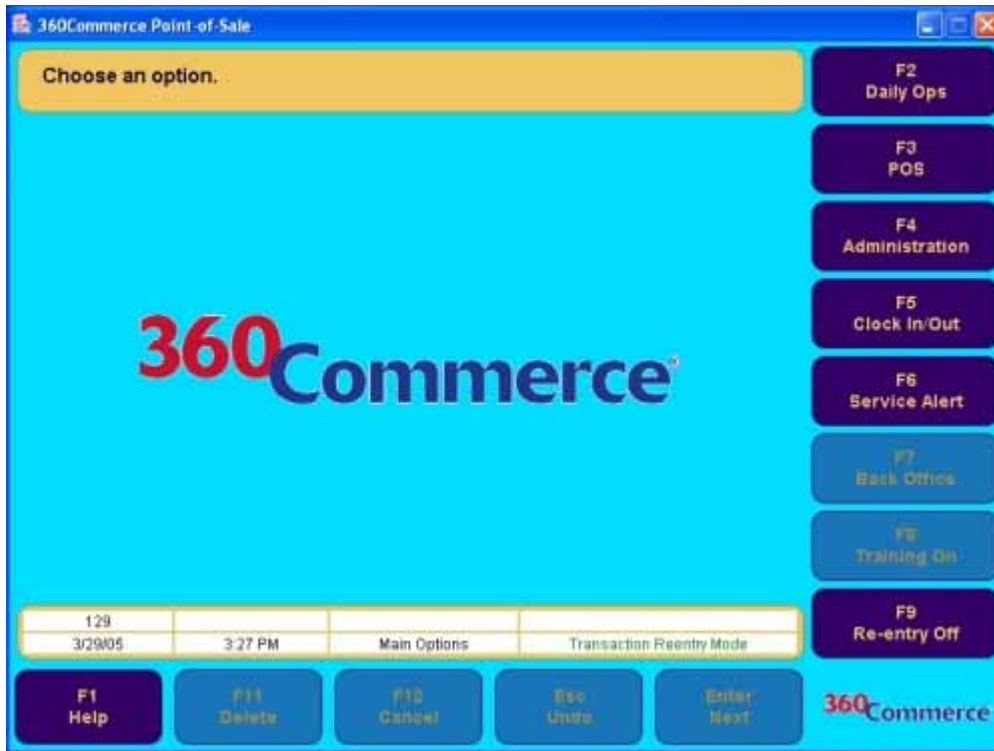 360Commerce Point-of-Sale
Choose an option.
F2
Daily Ops
F3
POS
F4
Administration
F5
Clock In/Out
F6
Service Alert
F7
Back Office
F8
Training On
F9
Re-entry Off
360Commerce®
129
3/29/05
3:27 PM
Main Options
Transaction Reentry Mode
F1
Help
F11
Delete
F12
Cancel
Esc
Undo
Enter
Next
360Commerce